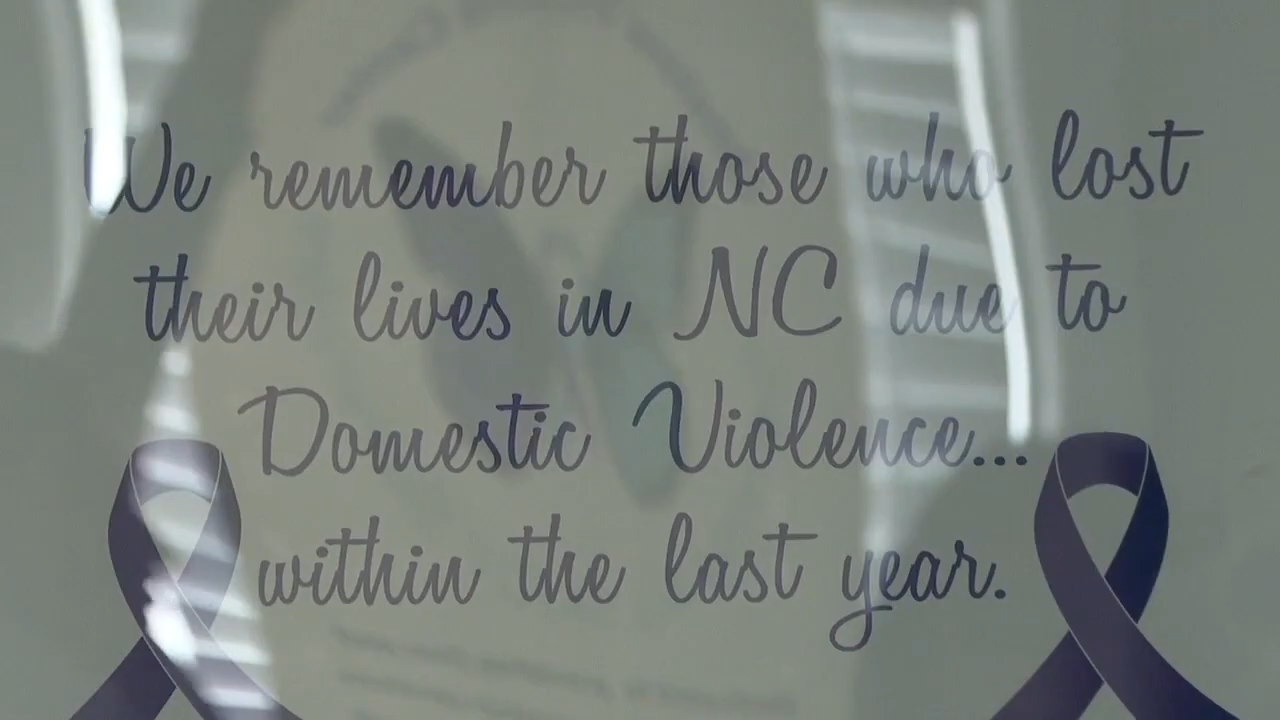 We remember those who lost
their lives in NC due to
Domestic Violence...
within the last year.